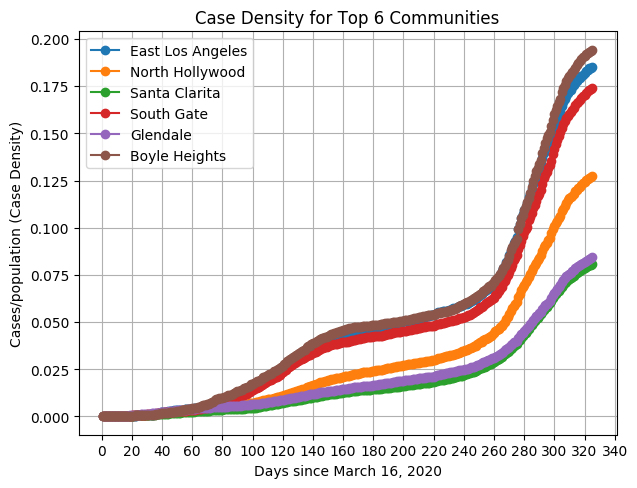 Case Density for Top 6 Communities
East Los Angeles
North Hollywood
Santa Clarita
South Gate
Glendale
Boyle Heights
Cases/population (Case Density)
0.200
0.175
0.150
0.125
0.100
0.075
0.050
0.025
0.000
0 20 40 60 80 100 120 140 160 180 200 220 240 260 280 300 320 340
Days since March 16, 2020